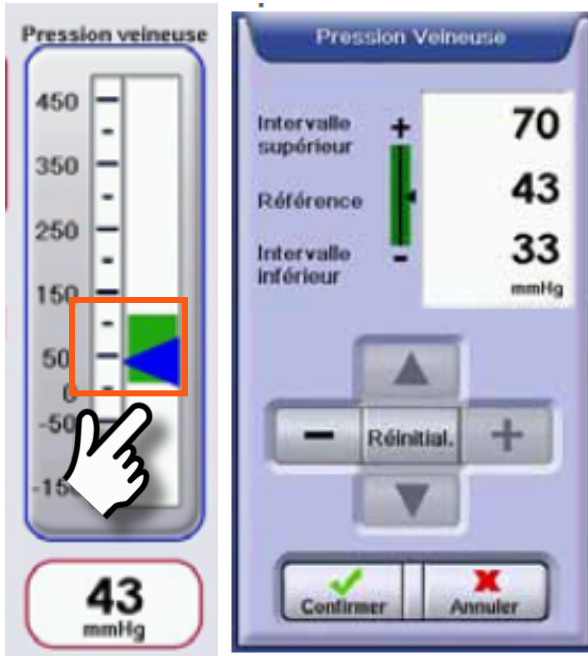 Pression veineuse
450
350
250
150
50
0
-50
43
mmHg
Pression Veineuse
Intervalle
supérieur
+
70
Référence
43
Intervalle
inférieur
-
33
mmHg
-
Réinitial.
+
Confirmer
Annuler